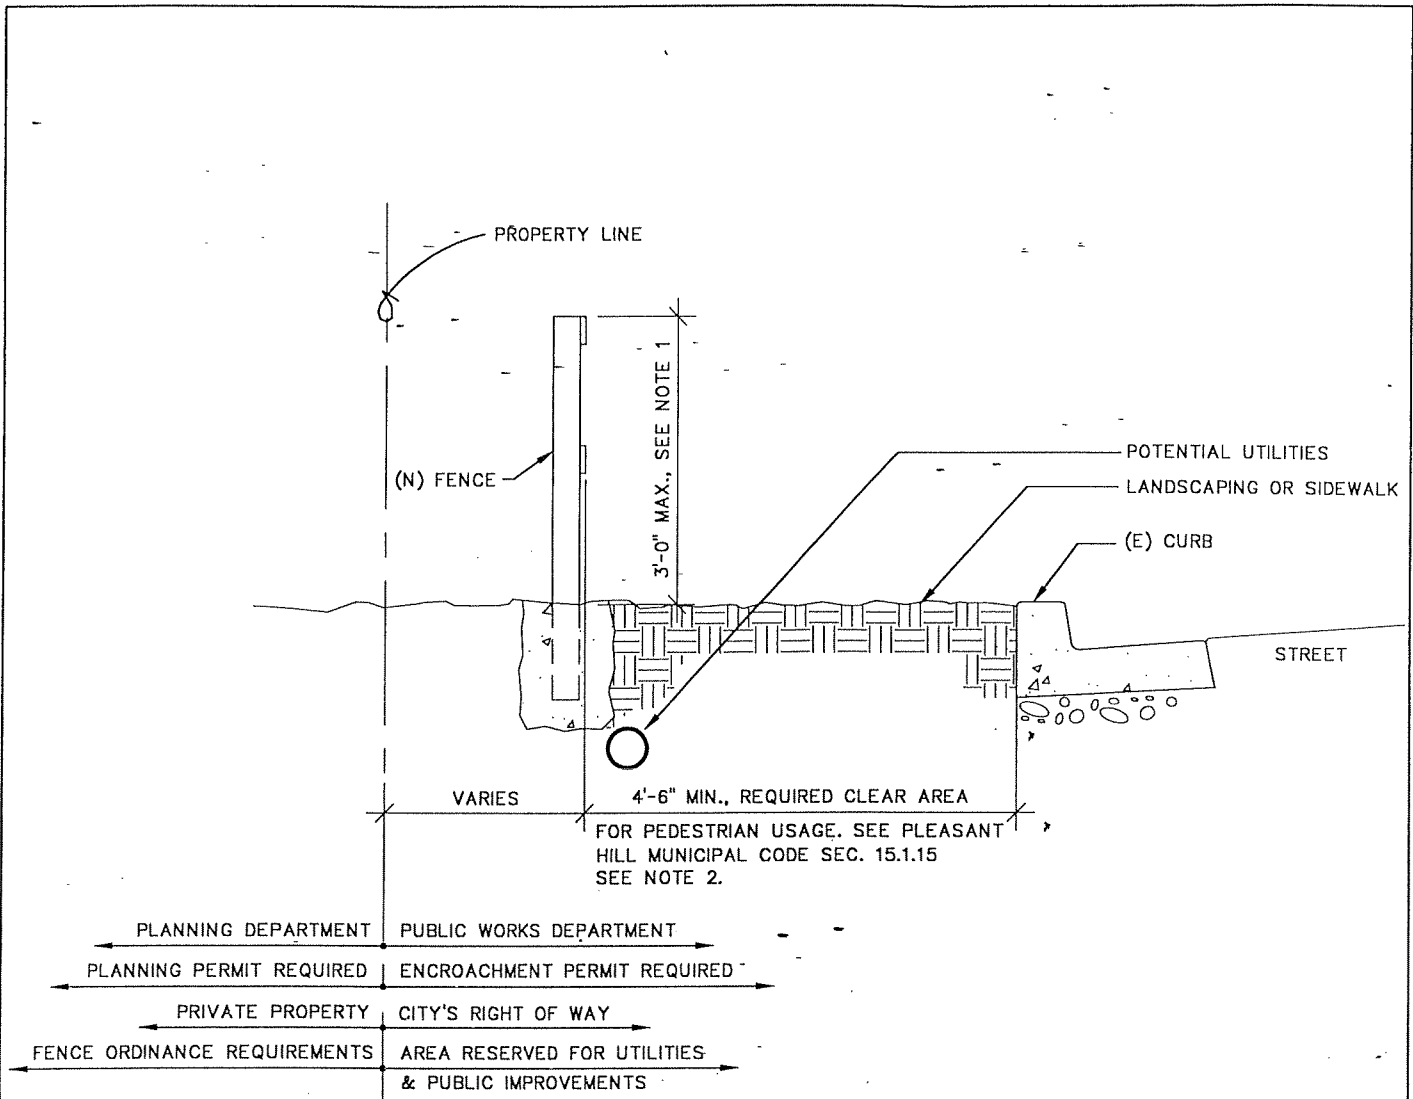 PROPERTY LINE
3'-0" MAX., SEE NOTE 1
(N) FENCE
POTENTIAL UTILITIES
LANDSCAPING OR SIDEWALK
(E) CURB
STREET
VARIES
4'-6" MIN., REQUIRED CLEAR AREA
FOR PEDESTRIAN USAGE. SEE PLEASANT
HILL MUNICIPAL CODE SEC. 15.1.15
SEE NOTE 2.
PLANNING DEPARTMENT PUBLIC WORKS DEPARTMENT
PLANNING PERMIT REQUIRED ENCROACHMENT PERMIT REQUIRED
PRIVATE PROPERTY CITY'S RIGHT OF WAY
FENCE ORDINANCE REQUIREMENTS AREA RESERVED FOR UTILITIES
& PUBLIC IMPROVEMENTS